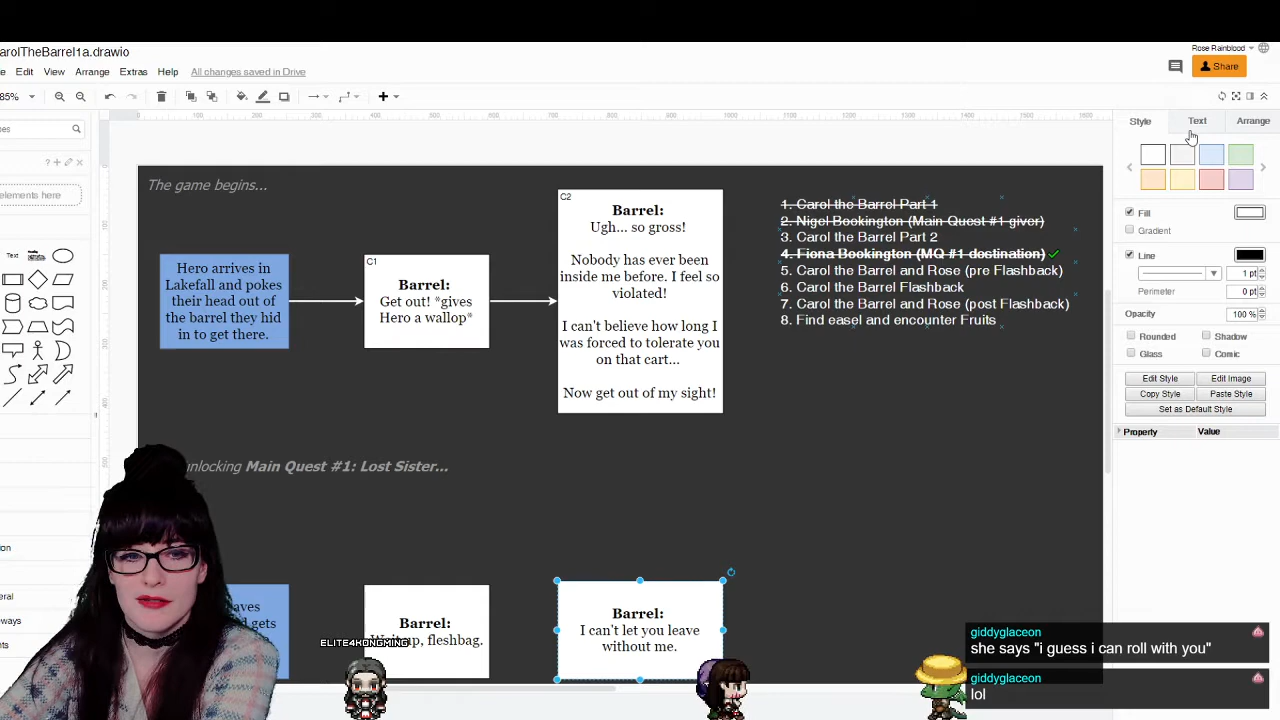 arolTheBarrel1a.drawio
Rose Rainblood
Edit View Arrange Extras Help All changes saved in Drive
Share
85%
Style Text Arrange
The game begins...
Hero arrives in
Lakefall and pokes
their head out of
the barrel they hid
in to get there.
C1
Barrel:
Get out! *gives
Hero a wallop*
C2
Barrel:
Ugh... so gross!
Nobody has ever been
inside me before. I feel so
violated!
I can't believe how long I
was forced to tolerate you
on that cart...
Now get out of my sight!
1. Carol the Barrel Part 1
2. Nigel Bookington (Main Quest #1 giver)
3. Carol the Barrel Part 2
4. Fiona Bookington (MQ #1 destination)
5. Carol the Barrel and Rose (pre Flashback)
6. Carol the Barrel Flashback
7. Carol the Barrel and Rose (post Flashback)
8. Find easel and encounter Fruits
nlocking Main Quest #1: Lost Sister...
Barrel:
up, fleshbag.
Barrel:
I can't let you leave
without me.
ELITE4KONGMING
elements here
Text
Fill
Gradient
Line
1 pt
Perimeter
0 pt
Opacity
100 %
Rounded Shadow
Glass Comic
Edit Style Edit Image
Copy Style Paste Style
Set as Default Style
Property Value
giddyglaceon
she says "i guess i can roll with you"
giddyglaceon
lol